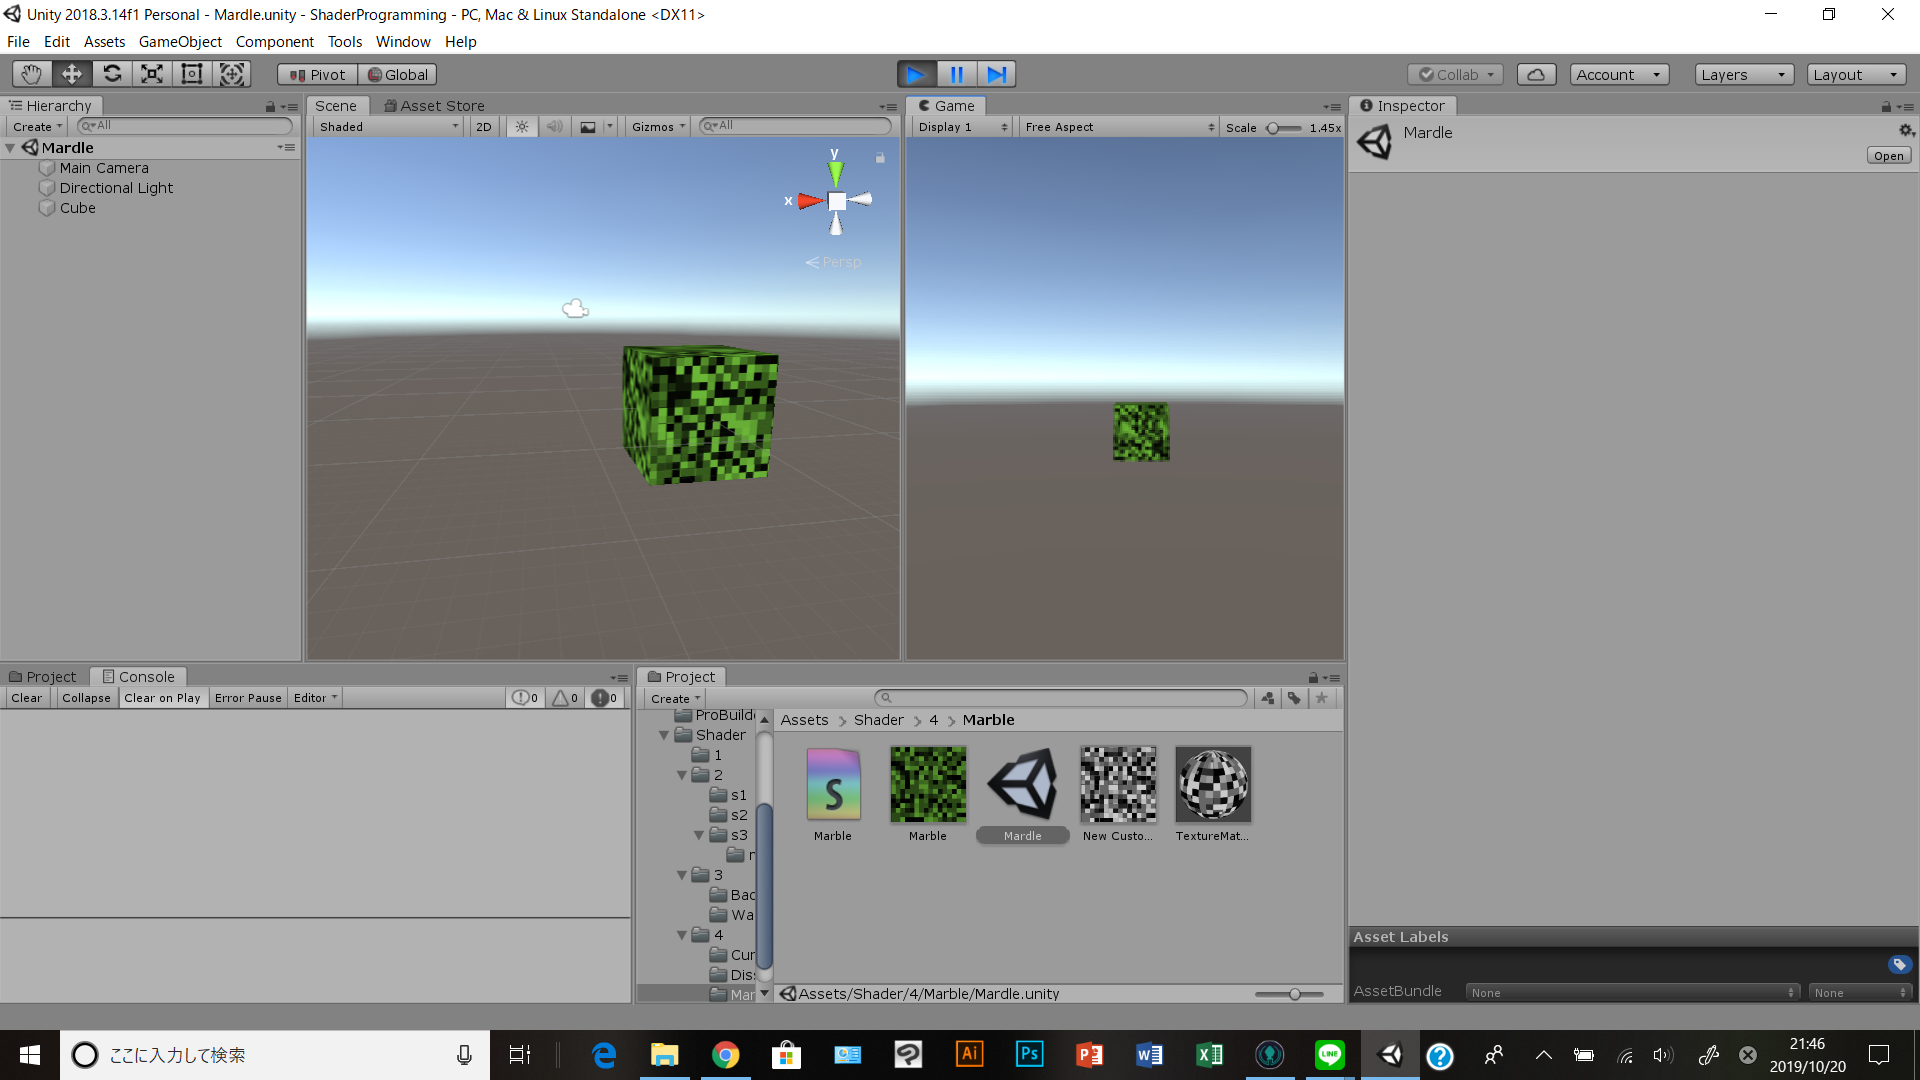 Unity 2018.3.14f1 Personal - Mardle.unity - ShaderProgramming - PC, Mac & Linux Standalone <DX11>
File Edit Assets GameObject Component Tools Window Help
Pivot Global Collab Account Layers Layout
Hierarchy
Create All
Mardle
Main Camera
Directional Light
Cube
Scene Asset Store
Shaded 2D Gizmos All
y
x
Persp
Game
Display 1 Free Aspect Scale 1.45x
Inspector
Mardle
Open
Project Console
Clear Collapse Clear on Play Error Pause Editor 0 0 0
Project
Create
ProBuild
Shader
1
2
s1
s2
s3
3
Bac
Wa
4
Cur
Dis
Mar
Assets > Shader > 4 > Marble
S
Marble Marble Mardle New Custo... TextureMat...
Assets/Shader/4/Marble/Mardle.unity
Asset Labels
AssetBundle None None
ここに入力して検索
Ai Ps LINE
21:46
2019/10/20